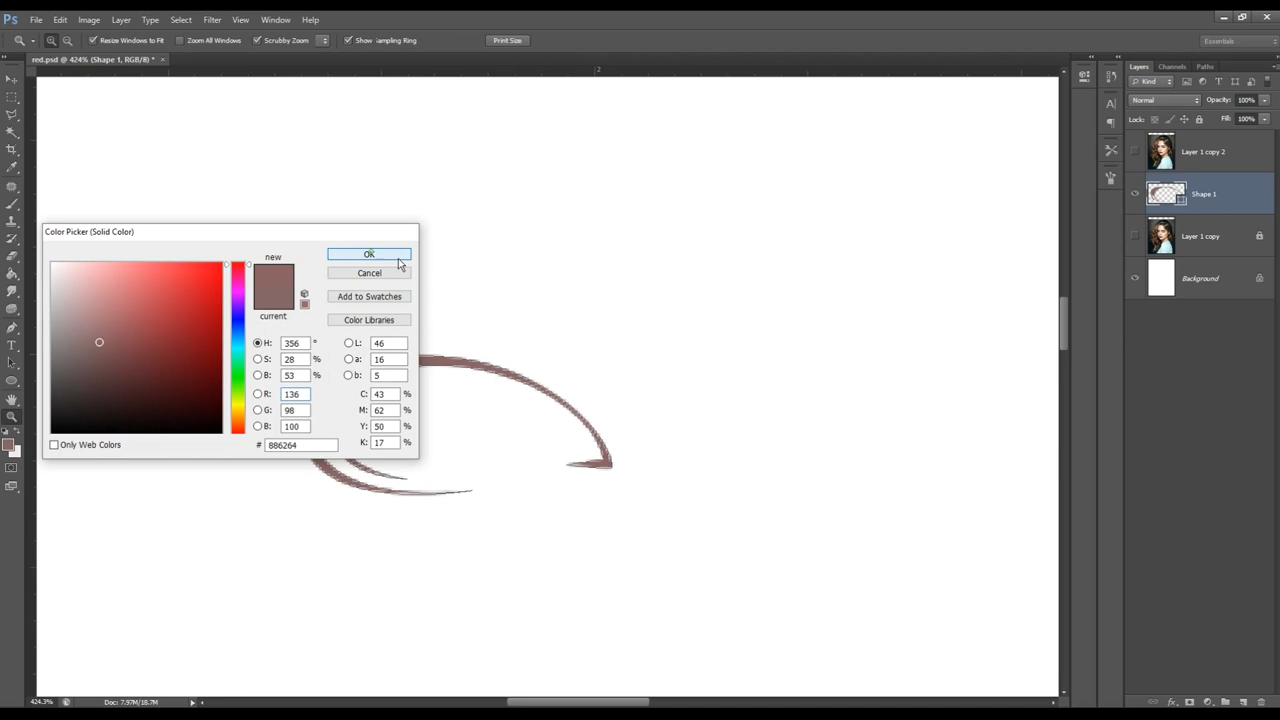 Ps File Edit Image Layer Type Select Filter View Window Help
Resize Windows to Fit Zoom All Windows Scrubby Zoom Show Sampling Ring Print Size Essentials
red.psd @ 424% (Shape 1, RGB/8) * ×
2
Layers Channels Paths
Kind
Normal Opacity: 100%
Lock: Fill: 100%
Layer 1 copy 2
Shape 1
Layer 1 copy
Background
Color Picker (Solid Color)
new
current
OK
Cancel
Add to Swatches
Color Libraries
H: 356 ° L: 46
S: 28 % a: 16
B: 53 % b: 5
R: 136 C: 43 %
G: 98 M: 62 %
B: 100 Y: 50 %
# 886264 K: 17 %
Only Web Colors
424.3% Doc: 7.97M/18.7M